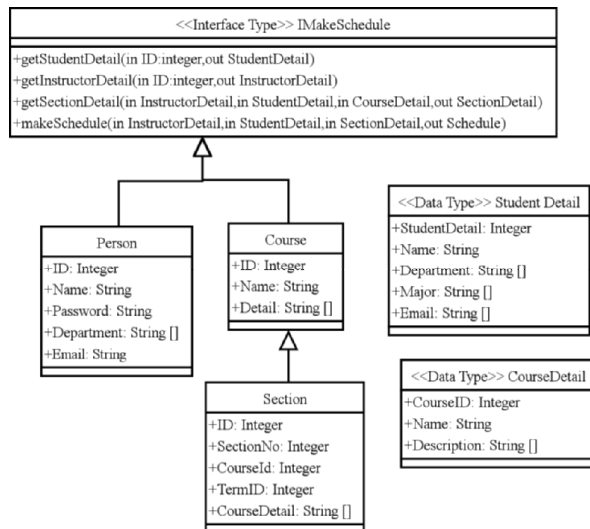 <<Interface Type>> IMakeSchedule
+getStudentDetail(in ID:integer,out StudentDetail)
+getInstructorDetail(in ID:integer,out InstructorDetail)
+getSectionDetail(in InstructorDetail,in StudentDetail,in CourseDetail,out SectionDetail)
+makeSchedule(in InstructorDetail,in StudentDetail,in SectionDetail,out Schedule)
Person
+ID: Integer
+Name: String
+Password: String
+Department: String []
+Email: String
Course
+ID: Integer
+Name: String
+Detail: String []
<<Data Type>> Student Detail
+StudentDetail: Integer
+Name: String
+Department: String []
+Major: String []
+Email: String []
Section
+ID: Integer
+SectionNo: Integer
+CourseId: Integer
+TermID: Integer
+CourseDetail: String []
<<Data Type>> CourseDetail
+CourseID: Integer
+Name: String
+Description: String []